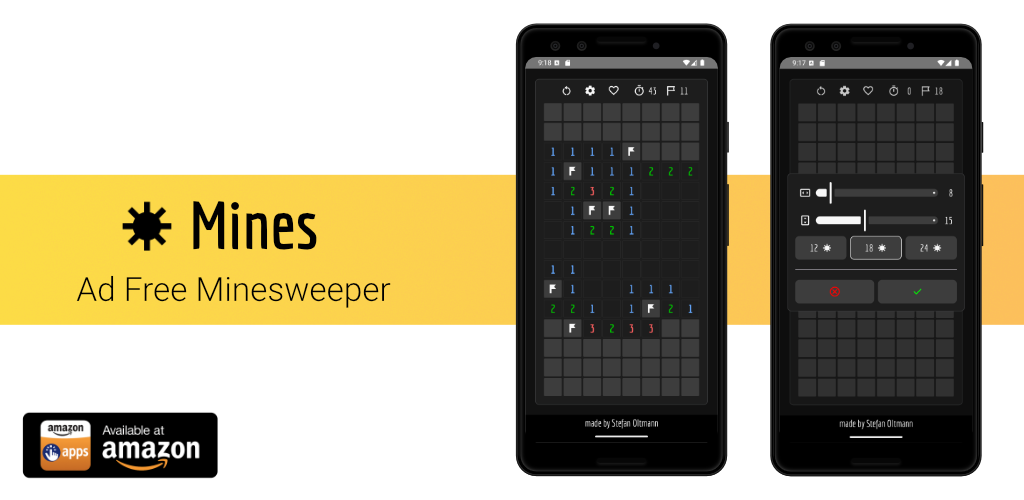 Mines
Ad Free Minesweeper
Available at
amazon
amazon
apps
9:18
43 11
1 1 1 1
1 1 1 1 2 2 2
1 2 3 2 1
1 1
1 2 2 1
1 1
1 1 1 1
2 2 1 1 2 1
3 2 3 3
made by Stefan Oltmann
9:17
0 18
8
15
12 18 24
made by Stefan Oltmann